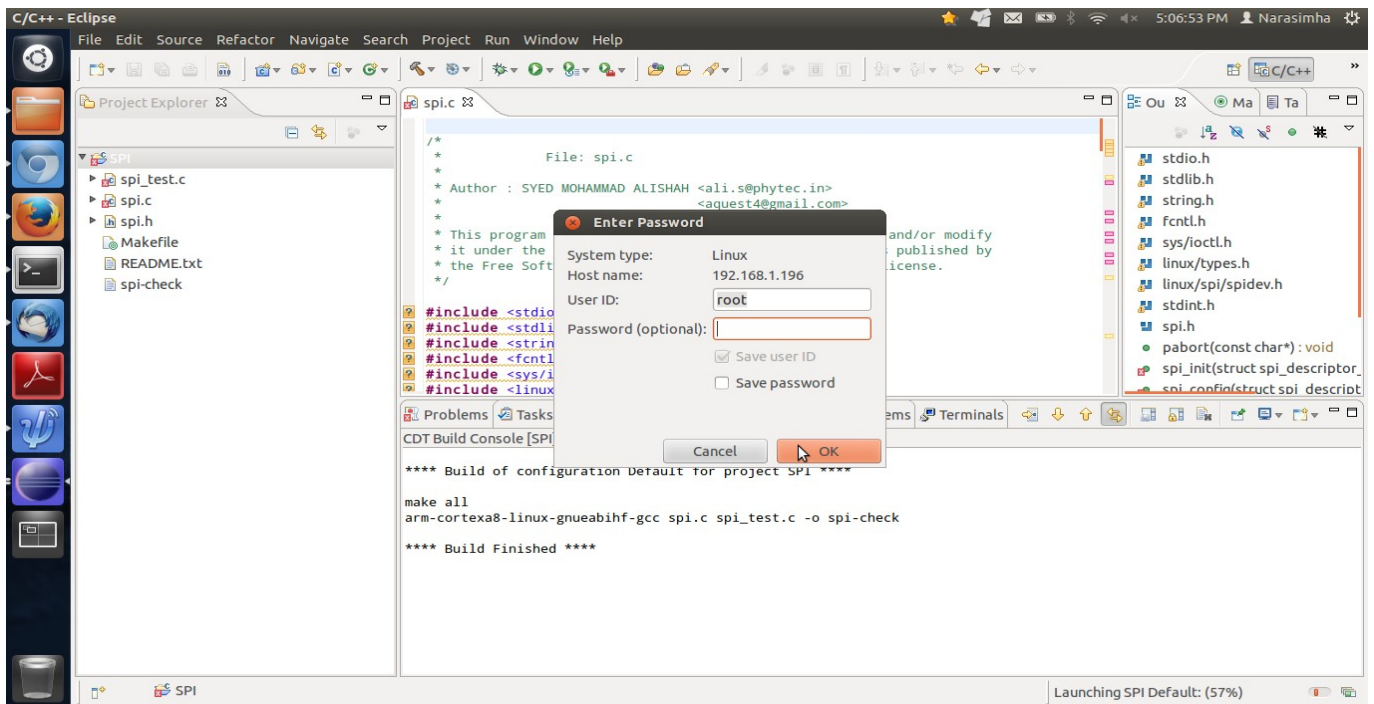 C/C++ - Eclipse
5:06:53 PM Narasimha
File Edit Source Refactor Navigate Search Project Run Window Help
C/C++ »
Project Explorer
SPI
spi_test.c
spi.c
spi.h
Makefile
README.txt
spi-check
spi.c
/*
* File: spi.c
*
* Author : SYED MOHAMMAD ALISHAH <ali.s@phytec.in>
* <aquest4@gmail.com>
*
* This program and/or modify
* it under the published by
* the Free Soft icense.
*/
#include <stdio
#include <stdli
#include <strin
#include <fcntl
#include <sys/i
#include <linux
Enter Password
System type: Linux
Host name: 192.168.1.196
User ID: root
Password (optional):
Save user ID
Save password
Cancel OK
Ou Ma Ta
stdio.h
stdlib.h
string.h
fcntl.h
sys/ioctl.h
linux/types.h
linux/spi/spidev.h
stdint.h
spi.h
pabort(const char*) : void
spi_init(struct spi_descriptor_
spi_config(struct spi_descript
Problems Tasks ems Terminals
CDT Build Console [SPI]
**** Build of configuration Default for project SPI ****
make all
arm-cortexa8-linux-gnueabihf-gcc spi.c spi_test.c -o spi-check
**** Build Finished ****
SPI
Launching SPI Default: (57%)